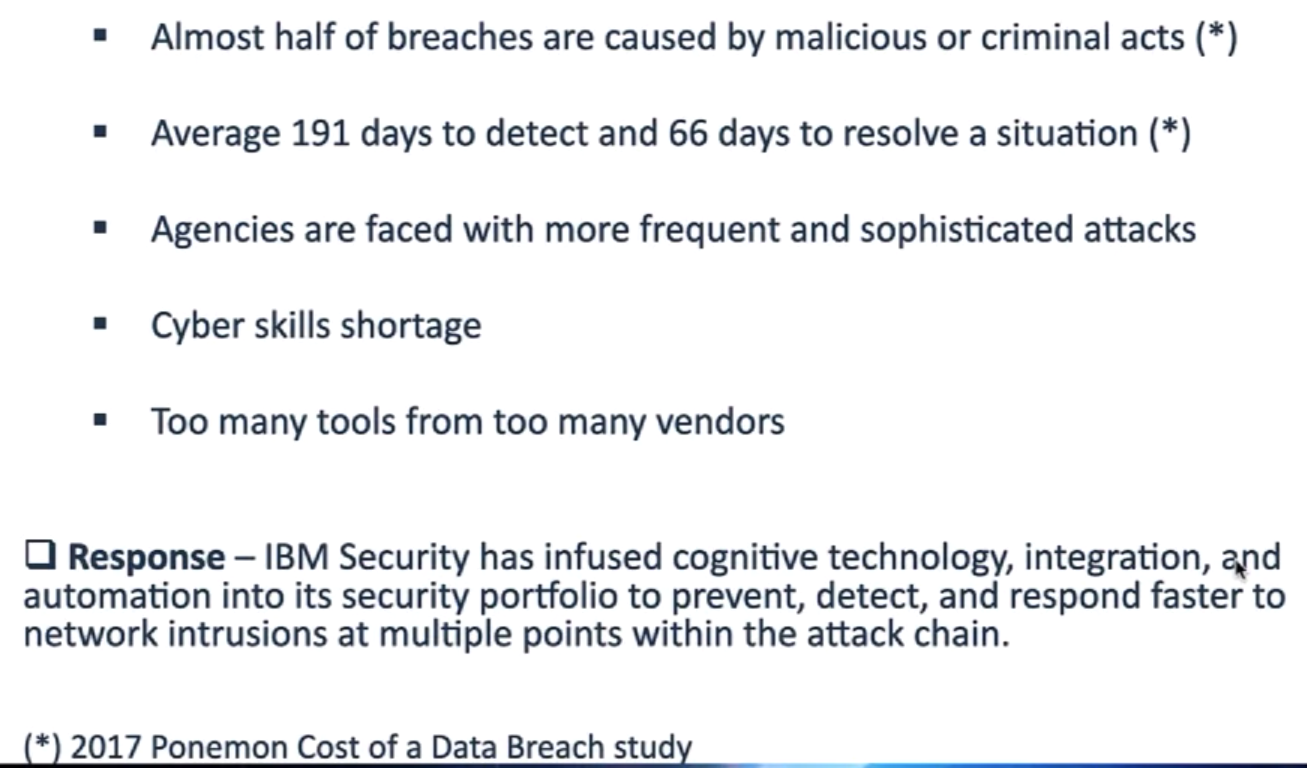 ▪ Almost half of breaches are caused by malicious or criminal acts (*)
▪ Average 191 days to detect and 66 days to resolve a situation (*)
▪ Agencies are faced with more frequent and sophisticated attacks
▪ Cyber skills shortage
▪ Too many tools from too many vendors
❑ Response – IBM Security has infused cognitive technology, integration, and
automation into its security portfolio to prevent, detect, and respond faster to
network intrusions at multiple points within the attack chain.
(*) 2017 Ponemon Cost of a Data Breach study